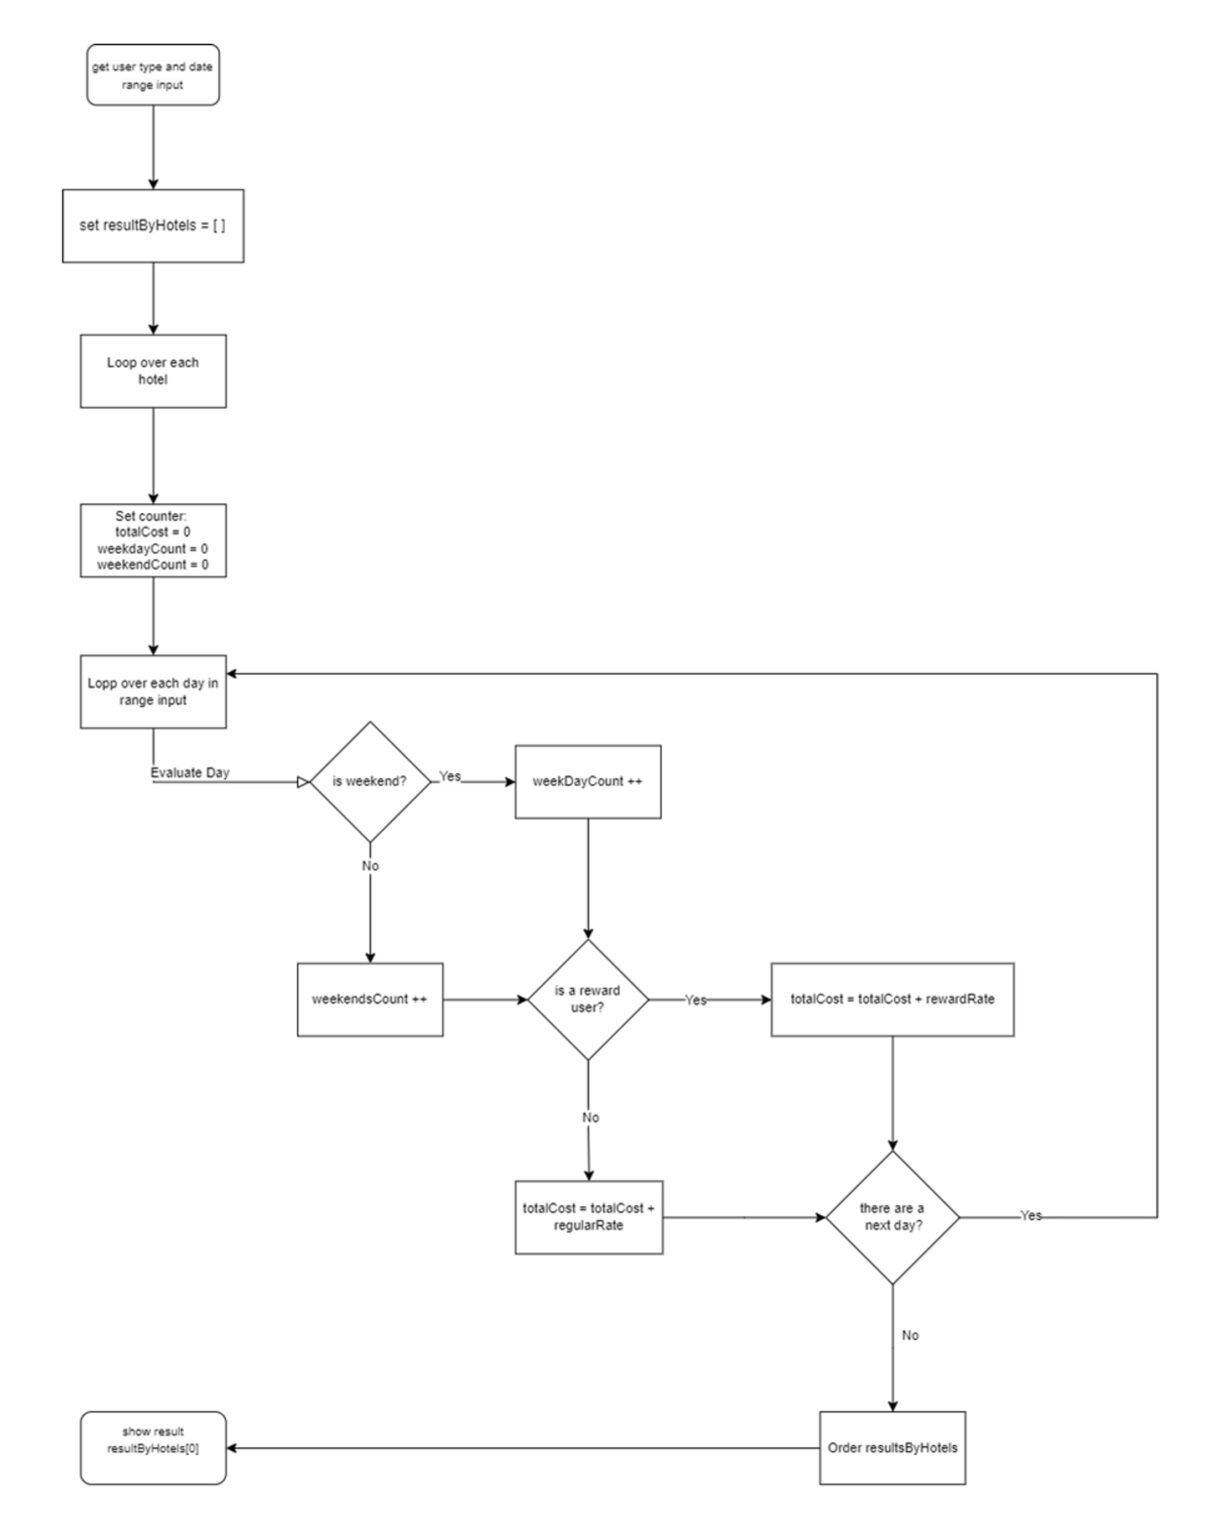 get user type and date
range input
set resultByHotels = [ ]
Loop over each
hotel
Set counter:
totalCost = 0
weekdayCount = 0
weekendCount = 0
Lopp over each day in
range input
Evaluate Day
is weekend?
Yes
weekDayCount ++
No
weekendsCount ++
is a reward
user?
Yes
totalCost = totalCost + rewardRate
No
totalCost = totalCost +
regularRate
there are a
next day?
Yes
No
Order resultsByHotels
show result
resultByHotels[0]